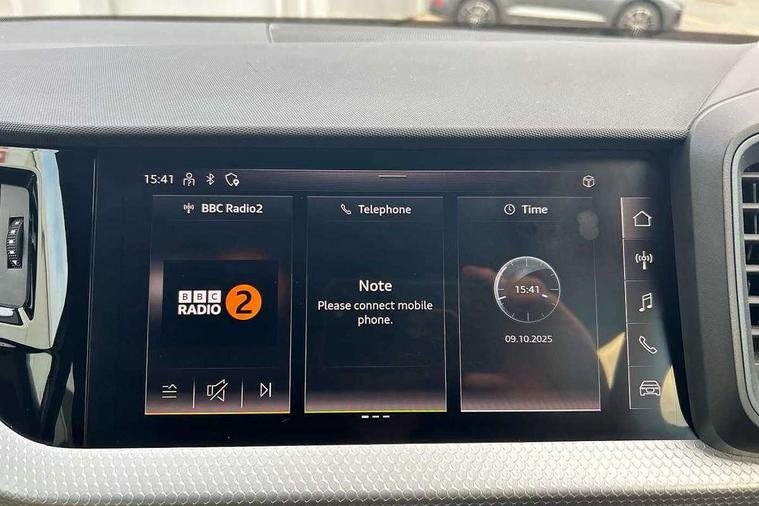 15:41
BBC Radio2
BBC
RADIO 2
Telephone
Note
Please connect mobile
phone.
Time
15:41
09.10.2025